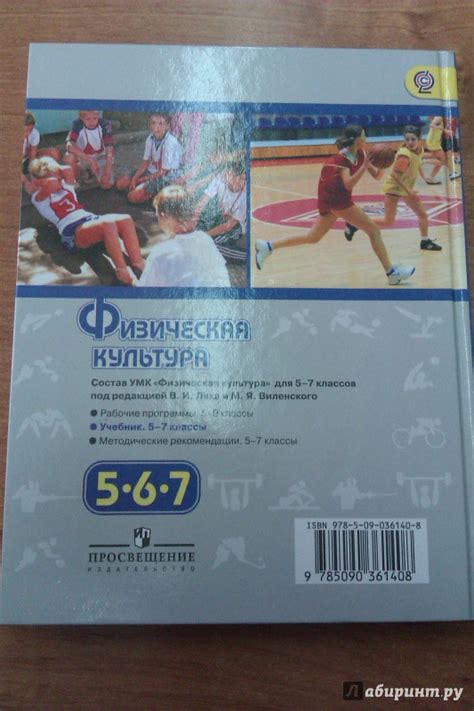 Физическая
культура
Состав УМК «Физическая культура» для 5–7 классов
под редакцией В. И. Ляха и М. Я. Виленского
• Рабочие программы. 5–9 классы
• Учебник. 5–7 классы
• Методические рекомендации. 5–7 классы
5•6•7
ПРОСВЕЩЕНИЕ
ИЗДАТЕЛЬСТВО
ISBN 978-5-09-036140-8
9 785090 361408
Лабиринт.ру